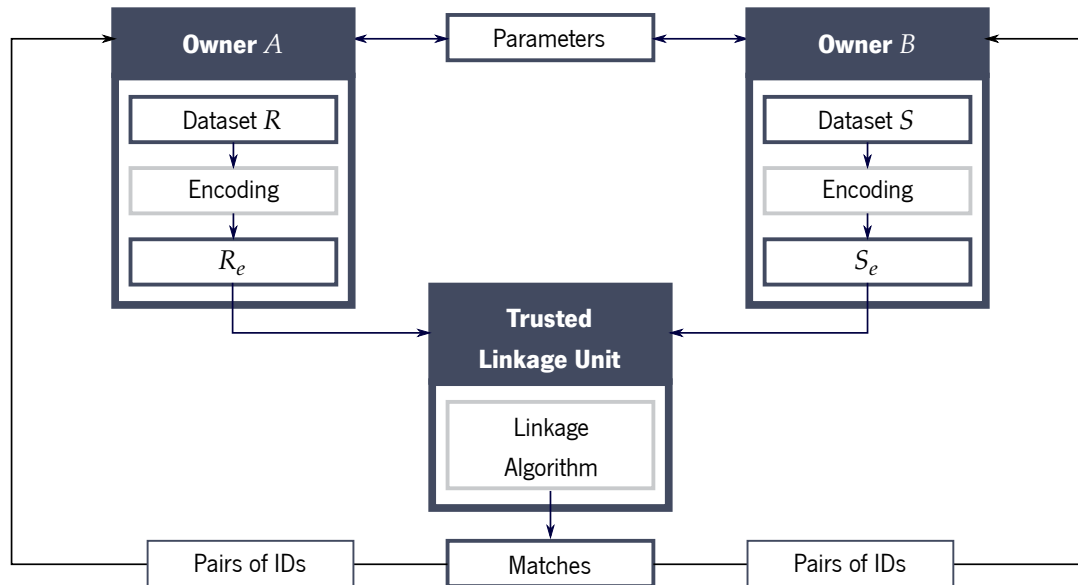 Owner A
Parameters
Owner B
Dataset R
Encoding
Rₑ
Dataset S
Encoding
Sₑ
Trusted
Linkage Unit
Linkage
Algorithm
Pairs of IDs
Matches
Pairs of IDs